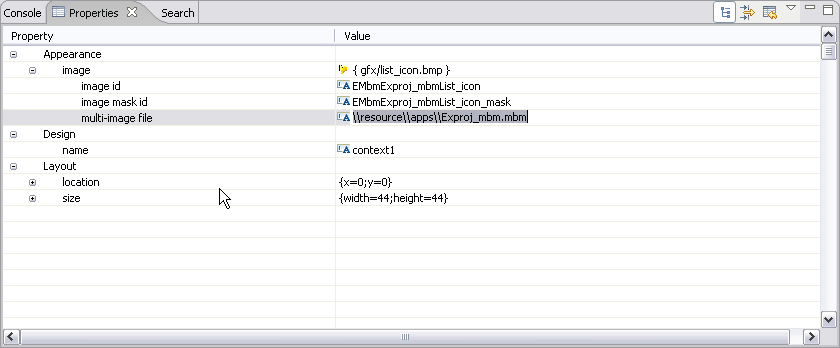 Console Properties Search
Property Value
Appearance
image { gfx/list_icon.bmp }
image id EMbmExproj_mbmList_icon
image mask id EMbmExproj_mbmList_icon_mask
multi-image file \\resource\\apps\\Exproj_mbm.mbm
Design
name context1
Layout
location {x=0;y=0}
size {width=44;height=44}